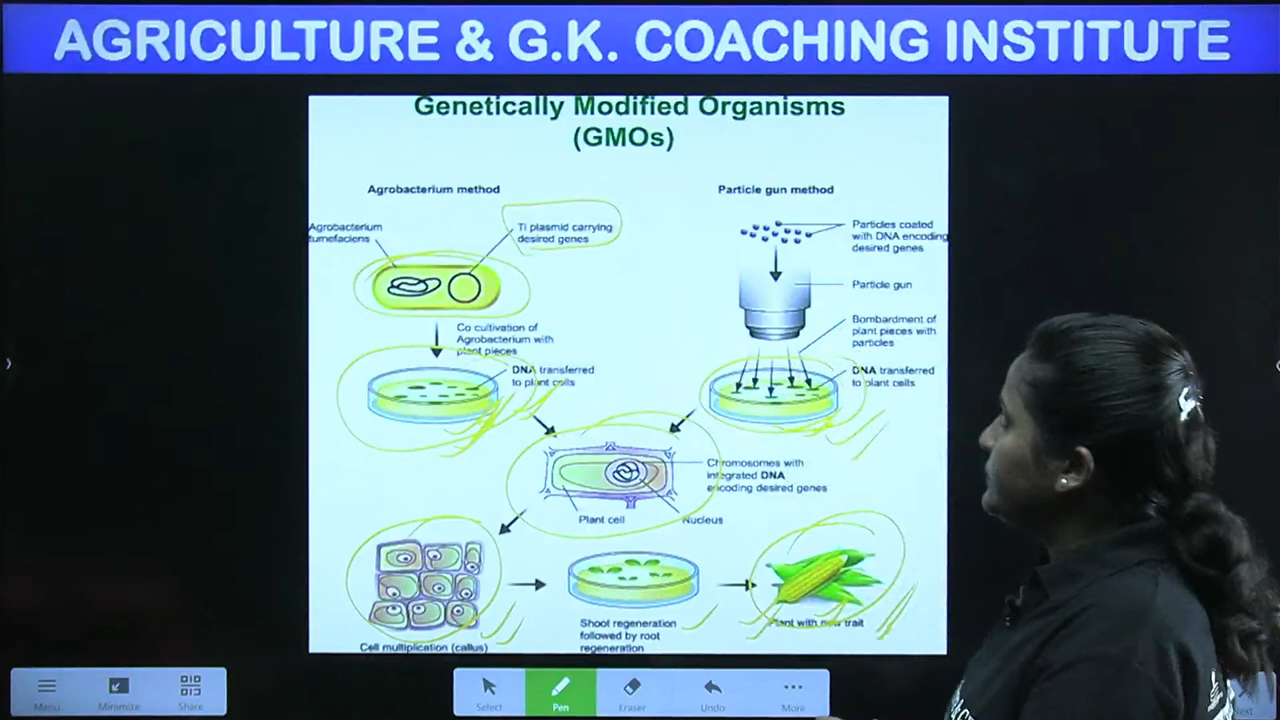 AGRICULTURE & G.K. COACHING INSTITUTE
Genetically Modified Organisms
(GMOs)
Agrobacterium method
Particle gun method
Agrobacterium
tumefaciens
Ti plasmid carrying
desired genes
Particles coated
with DNA encoding
desired genes
Particle gun
Co cultivation of
Agrobacterium with
plant pieces
Bombardment of
plant pieces with
particles
DNA transferred
to plant cells
DNA transferred
to plant cells
Chromosomes with
integrated DNA
encoding desired genes
Plant cell
Nucleus
Cell multiplication (callus)
Shoot regeneration
followed by root
regeneration
Plant with new trait
Menu
Minimize
Share
Select
Pen
Eraser
Undo
More
Next